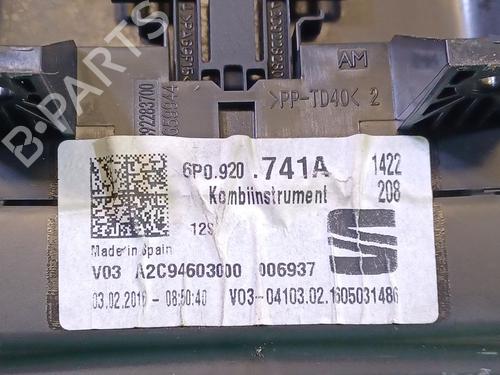 AM
>PP-TD40< 2
B-PARTS
6P0.920 .741A 1422
Kombiinstrument 208
Made in Spain
V03 A2C94603000 006937
03.02.2016 - 08:50:40 V03-04103.02.1605031486